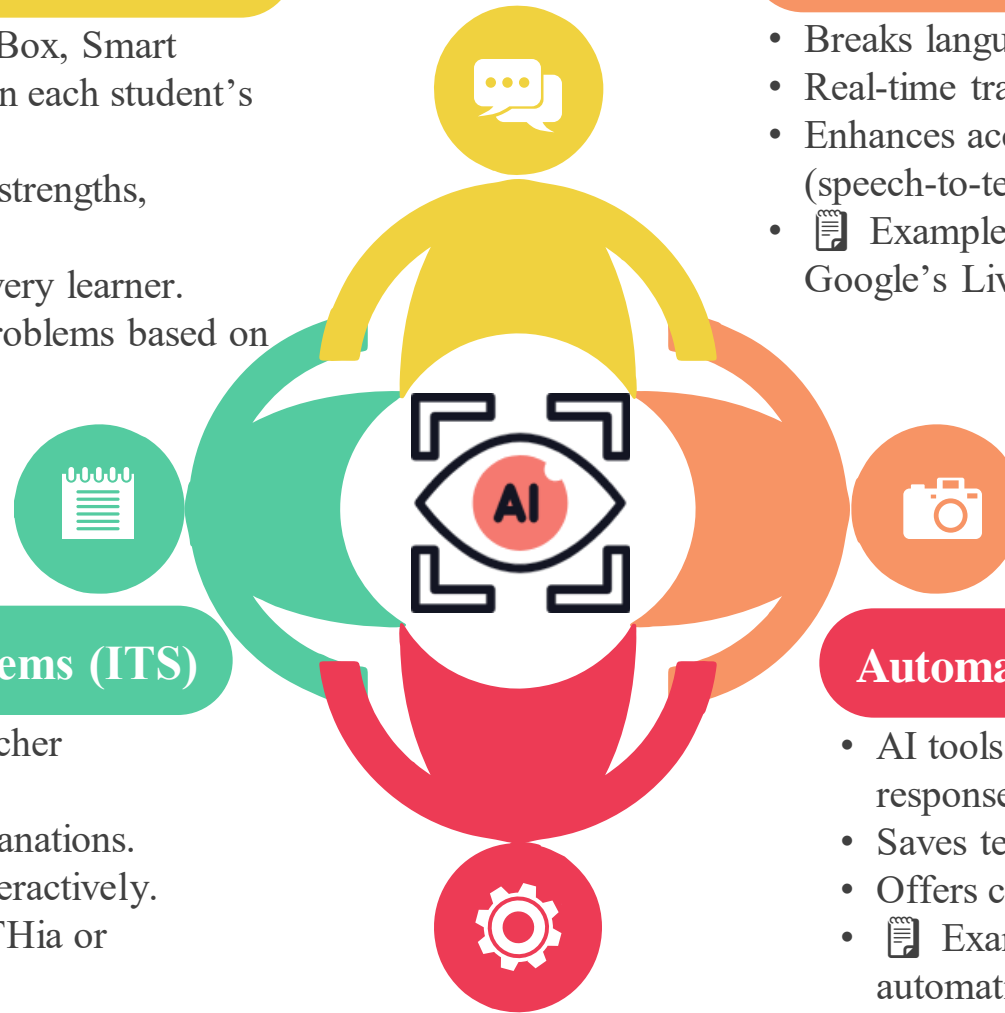 Box, Smart
n each student's
strengths,
very learner.
roblems based on
• Breaks langu
• Real-time tra
• Enhances acc
(speech-to-te
• Example
Google's Liv
AI
ems (ITS)
cher
anations.
eractively.
THia or
Automa
• AI tools
response
• Saves te
• Offers c
• Exar
automati